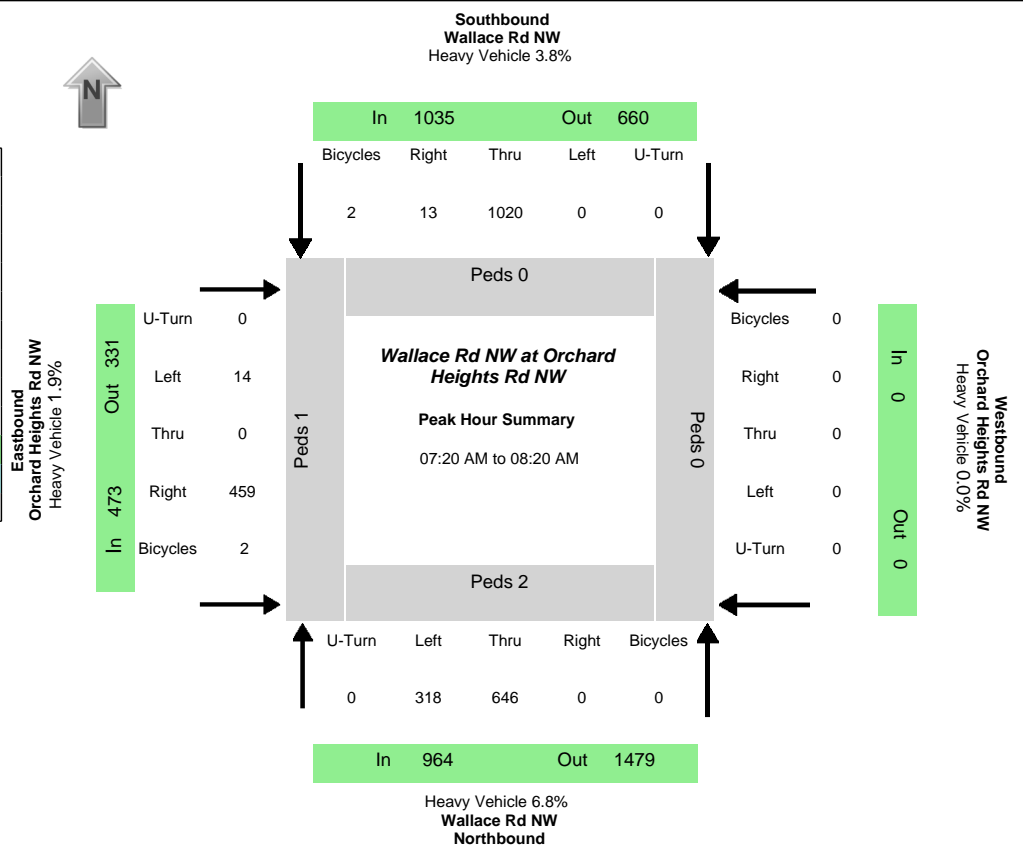 Southbound
Wallace Rd NW
Heavy Vehicle 3.8%
N
In 1035 Out 660
Bicycles Right Thru Left U-Turn
2 13 1020 0 0
Peds 0
Eastbound
Orchard Heights Rd NW
Heavy Vehicle 1.9%
In 473 Out 331
U-Turn 0
Left 14
Thru 0
Right 459
Bicycles 2
Peds 1
Wallace Rd NW at Orchard
Heights Rd NW
Peak Hour Summary
07:20 AM to 08:20 AM
Peds 0
Bicycles 0
Right 0
Thru 0
Left 0
U-Turn 0
In 0 Out 0
Westbound
Orchard Heights Rd NW
Heavy Vehicle 0.0%
Peds 2
U-Turn Left Thru Right Bicycles
0 318 646 0 0
In 964 Out 1479
Heavy Vehicle 6.8%
Wallace Rd NW
Northbound